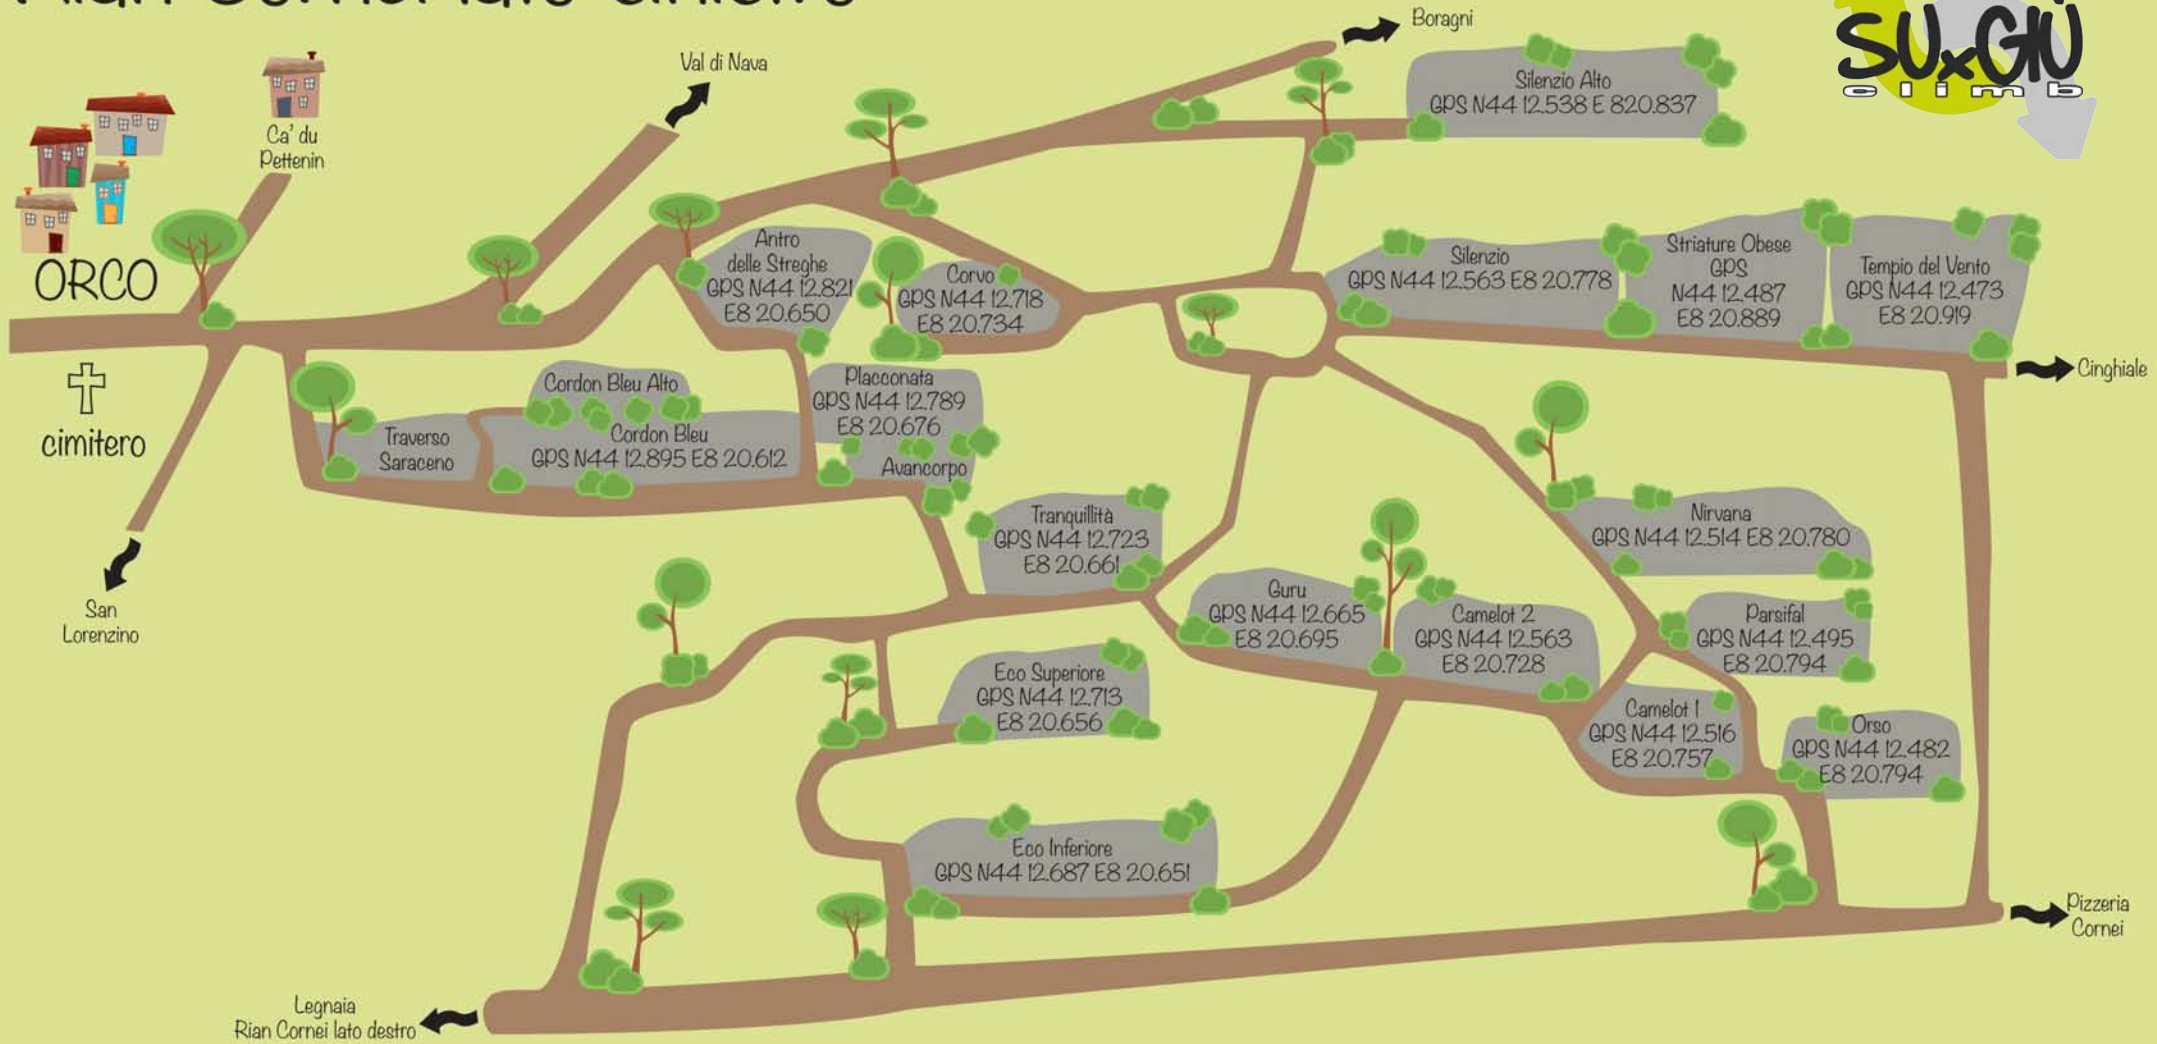 Boragni
SUxGIÙ
climb
Val di Nava
Silenzio Alto
GPS N44 12.538 E 820.837
Ca' du
Pettenin
ORCO
Antro
delle Streghe
GPS N44 12.821
E8 20.650
Corvo
GPS N44 12.718
E8 20.734
Silenzio
GPS N44 12.563 E8 20.778
Striature Obese
GPS
N44 12.487
E8 20.889
Tempio del Vento
GPS N44 12.473
E8 20.919
Cinghiale
cimitero
Traverso
Saraceno
Cordon Bleu Alto
Cordon Bleu
GPS N44 12.895 E8 20.612
Placconata
GPS N44 12.789
E8 20.676
Avancorpo
Tranquillità
GPS N44 12.723
E8 20.661
Nirvana
GPS N44 12.514 E8 20.780
San
Lorenzino
Guru
GPS N44 12.665
E8 20.695
Camelot 2
GPS N44 12.563
E8 20.728
Parsifal
GPS N44 12.495
E8 20.794
Eco Superiore
GPS N44 12.713
E8 20.656
Camelot 1
GPS N44 12.516
E8 20.757
Orso
GPS N44 12.482
E8 20.794
Eco Inferiore
GPS N44 12.687 E8 20.651
Pizzeria
Cornei
Legnaia
Rian Cornei lato destro